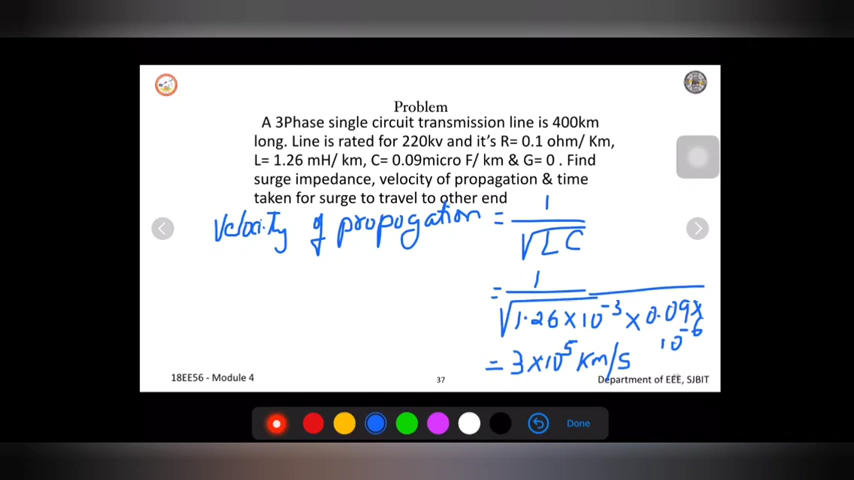 Problem
A 3Phase single circuit transmission line is 400km
long. Line is rated for 220kv and it's R= 0.1 ohm/ Km,
L= 1.26 mH/ km, C= 0.09micro F/ km & G= 0 . Find
surge impedance, velocity of propagation & time
taken for surge to travel to other end
Velocity of propogation = 1 / √LC
= 1 / √1.26 × 10⁻³ × 0.09 × 10⁻⁶
= 3 × 10⁵ Km/s
18EE56 - Module 4
37
Department of EEE, SJBIT
Done